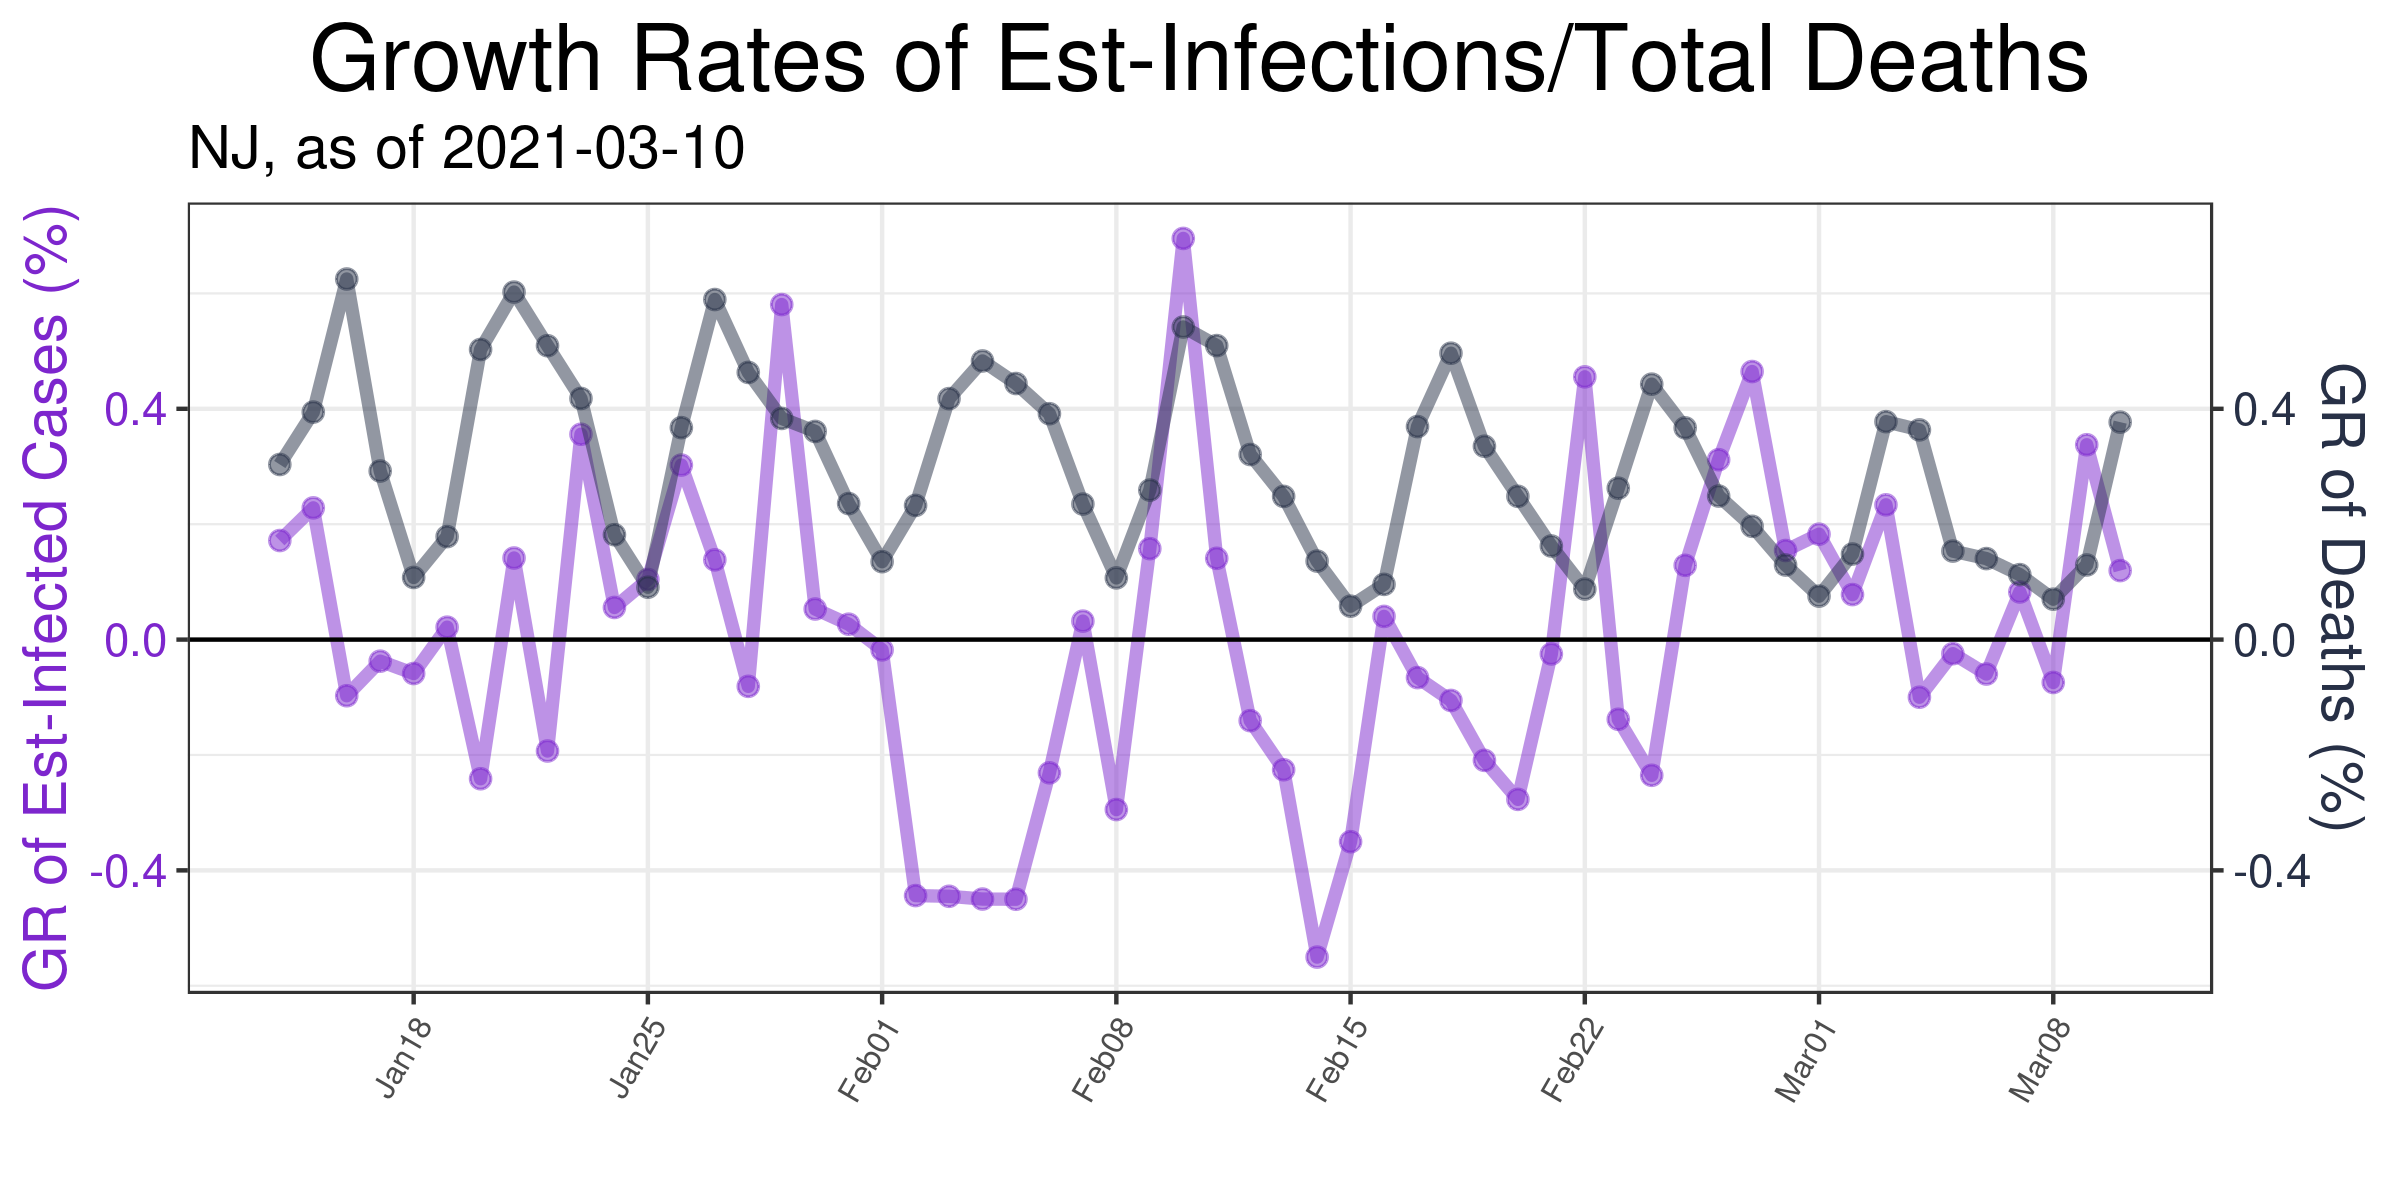 Growth Rates of Est-Infections/Total Deaths
NJ, as of 2021-03-10
GR of Est-Infected Cases (%)
0.4
0.0
-0.4
0.4
0.0
-0.4
GR of Deaths (%)
Jan18
Jan25
Feb01
Feb08
Feb15
Feb22
Mar01
Mar08